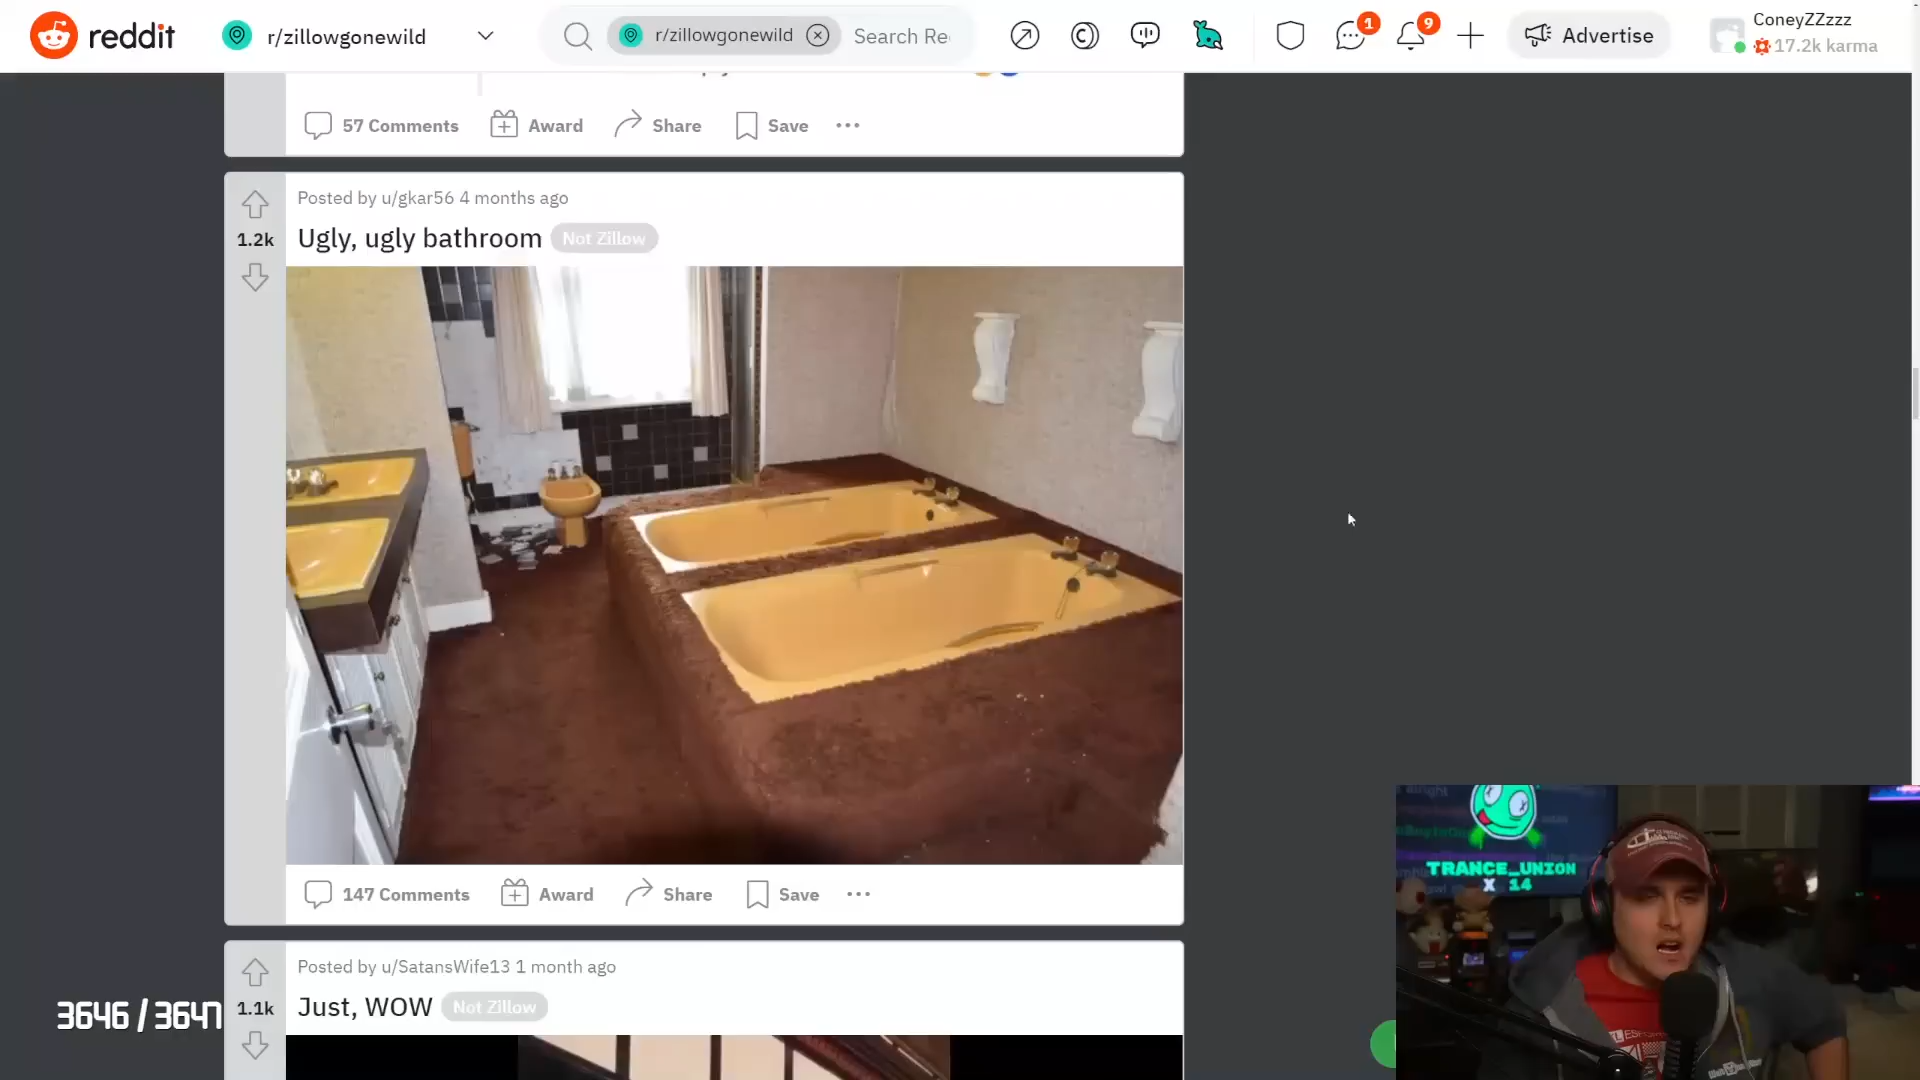 reddit
r/zillowgonewild
r/zillowgonewild
Search Re
1
9
Advertise
ConeyZZzzz
17.2k karma
57 Comments
Award
Share
Save
Posted by u/gkar56 4 months ago
1.2k
Ugly, ugly bathroom
Not Zillow
147 Comments
Award
Share
Save
Posted by u/SatansWife13 1 month ago
1.1k
Just, WOW
Not Zillow
3646 / 3647
TRANCE_UNION
X 14